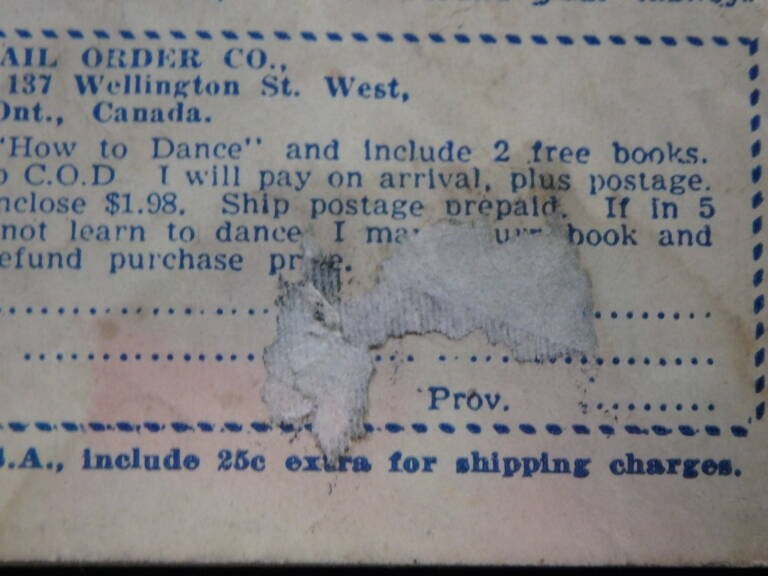 AIL ORDER CO.,
137 Wellington St. West,
Ont., Canada.
"How to Dance" and include 2 free books.
C.O.D I will pay on arrival, plus postage.
nclose $1.98. Ship postage prepaid. If in 5
not learn to dance I book and
efund purchase
Prov.
S.A., include 25c extra for shipping charges.